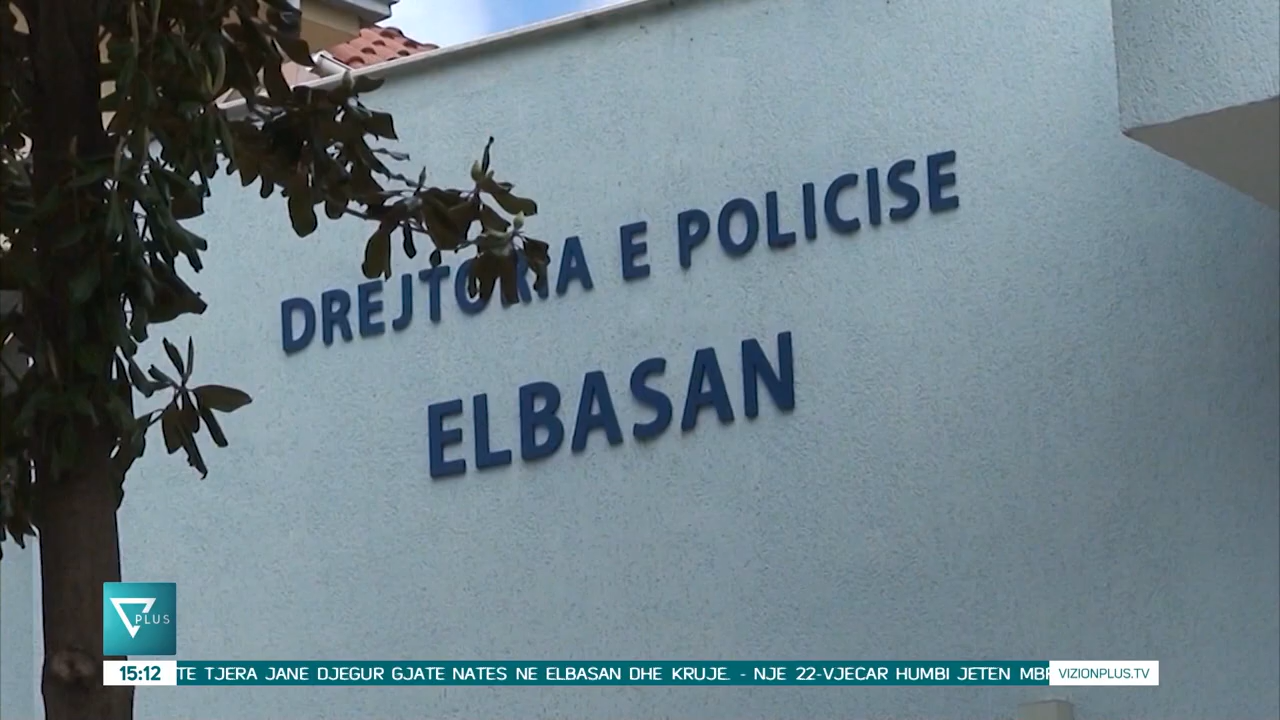 DREJTORIA E POLICISE
ELBASAN
PLUS
15:12
TE TJERA JANE DJEGUR GJATE NATES NE ELBASAN DHE KRUJE. - NJE 22-VJECAR HUMBI JETEN
VIZIONPLUS.TV